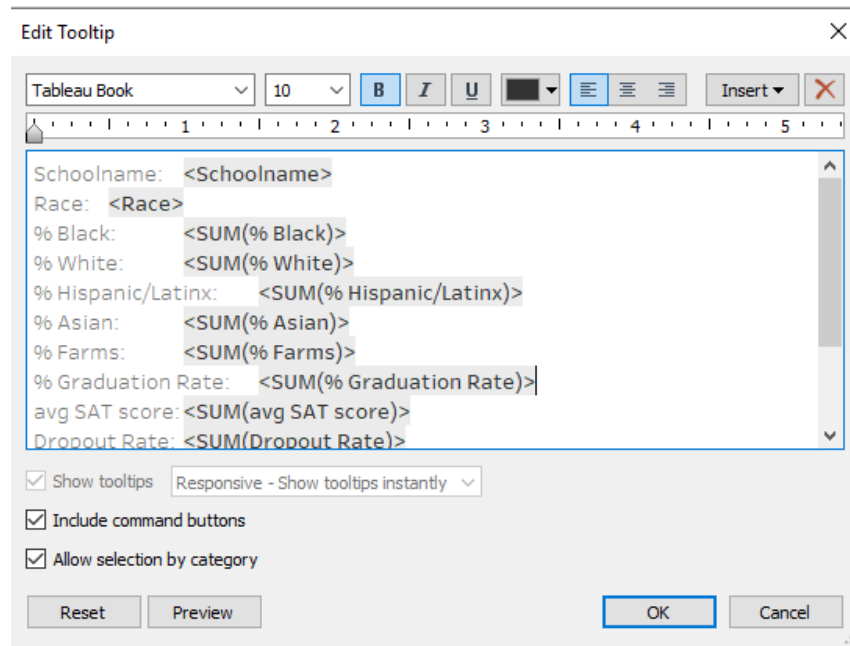 Edit Tooltip
Tableau Book 10 B I U Insert
1 2 3 4 5
Schoolname: <Schoolname>
Race: <Race>
% Black: <SUM(% Black)>
% White: <SUM(% White)>
% Hispanic/Latinx: <SUM(% Hispanic/Latinx)>
% Asian: <SUM(% Asian)>
% Farms: <SUM(% Farms)>
% Graduation Rate: <SUM(% Graduation Rate)>
avg SAT score: <SUM(avg SAT score)>
Dropout Rate: <SUM(Dropout Rate)>
Show tooltips Responsive - Show tooltips instantly
Include command buttons
Allow selection by category
Reset Preview OK Cancel